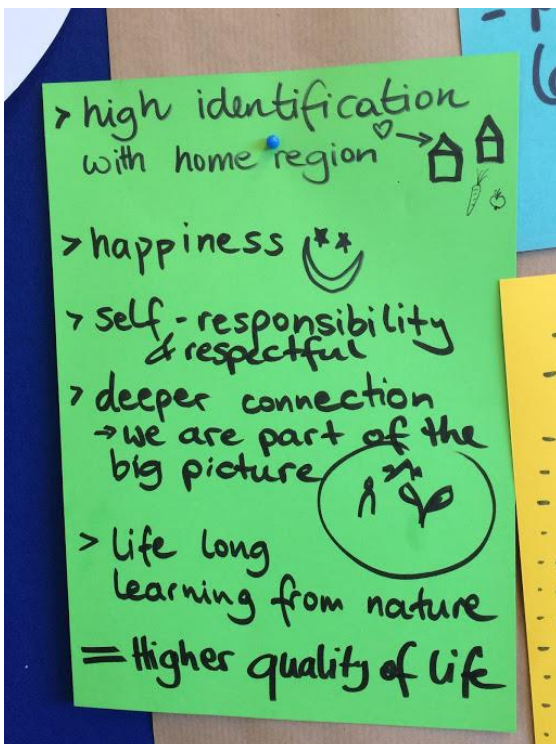 > high identification
with home region
> happiness
> self-responsibility
& respectful
> deeper connection
→ we are part of the
big picture
> life long
learning from nature
= Higher quality of life